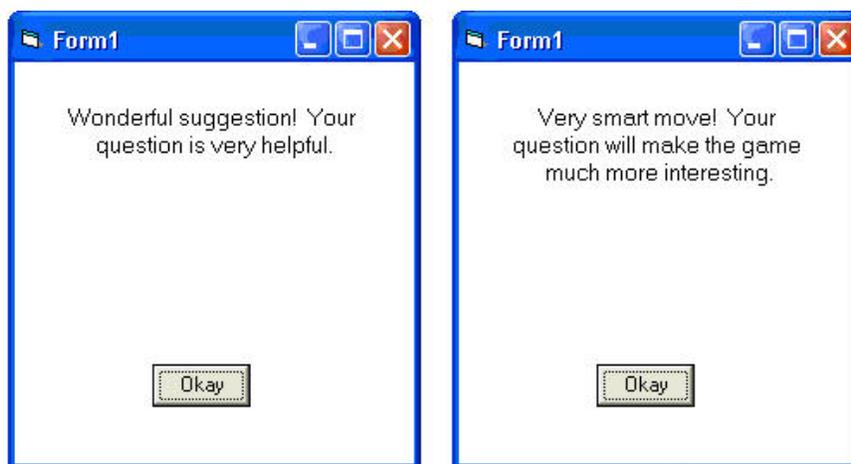 Form1
Wonderful suggestion! Your
question is very helpful.
Okay
Form1
Very smart move! Your
question will make the game
much more interesting.
Okay